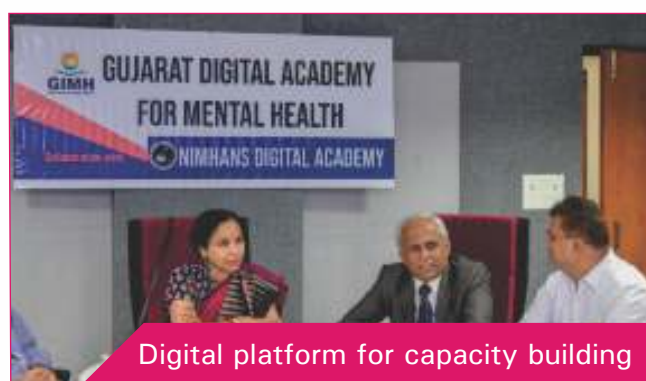 GIMH
GUJARAT DIGITAL ACADEMY
FOR MENTAL HEALTH
NIMHANS DIGITAL ACADEMY
Digital platform for capacity building